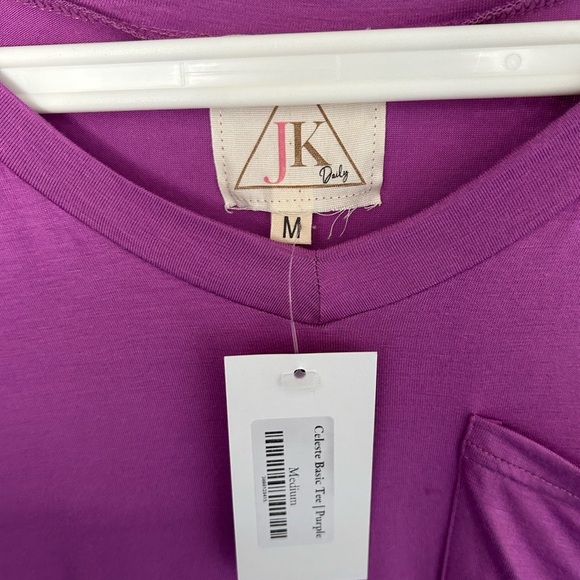 JK
Daily
M
Celeste Basic Tee | Purple
Medium